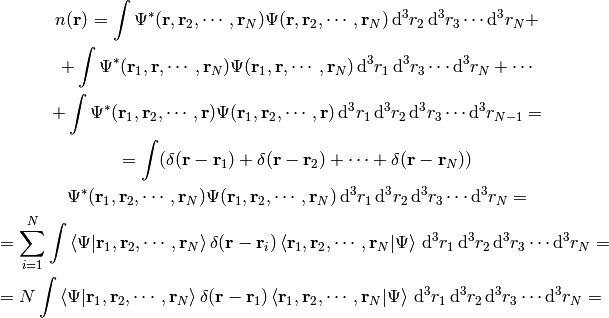 n(𝐫) = ∫ Ψ*(𝐫, 𝐫₂, ⋯, 𝐫_N)Ψ(𝐫, 𝐫₂, ⋯, 𝐫_N) d³r₂ d³r₃ ⋯ d³r_N +
+ ∫ Ψ*(𝐫₁, 𝐫, ⋯, 𝐫_N)Ψ(𝐫₁, 𝐫, ⋯, 𝐫_N) d³r₁ d³r₃ ⋯ d³r_N + ⋯
+ ∫ Ψ*(𝐫₁, 𝐫₂, ⋯, 𝐫)Ψ(𝐫₁, 𝐫₂, ⋯, 𝐫) d³r₁ d³r₂ d³r₃ ⋯ d³r_{N−1} =
= ∫ (δ(𝐫 − 𝐫₁) + δ(𝐫 − 𝐫₂) + ⋯ + δ(𝐫 − 𝐫_N))
Ψ*(𝐫₁, 𝐫₂, ⋯, 𝐫_N)Ψ(𝐫₁, 𝐫₂, ⋯, 𝐫_N) d³r₁ d³r₂ d³r₃ ⋯ d³r_N =
= ∑_{i=1}^{N} ∫ ⟨Ψ|𝐫₁, 𝐫₂, ⋯, 𝐫_N⟩ δ(𝐫 − 𝐫_i) ⟨𝐫₁, 𝐫₂, ⋯, 𝐫_N|Ψ⟩ d³r₁ d³r₂ d³r₃ ⋯ d³r_N =
= N ∫ ⟨Ψ|𝐫₁, 𝐫₂, ⋯, 𝐫_N⟩ δ(𝐫 − 𝐫₁) ⟨𝐫₁, 𝐫₂, ⋯, 𝐫_N|Ψ⟩ d³r₁ d³r₂ d³r₃ ⋯ d³r_N =